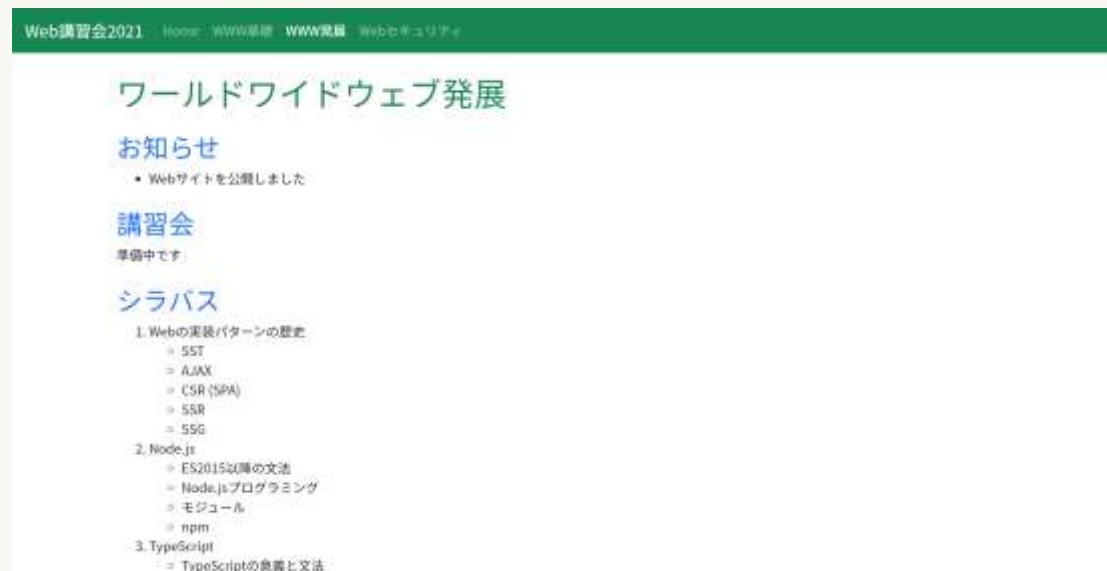 Web講習会2021 Home WWW基礎 WWW発展 Webセキュリティ
ワールドワイドウェブ発展
お知らせ
Webサイトを公開しました
講習会
準備中です
シラバス
1. Webの実装パターンの歴史
SST
AJAX
CSR (SPA)
SSR
SSG
2. Node.js
ES2015以降の文法
Node.jsプログラミング
モジュール
npm
3. TypeScript
TypeScriptの意義と文法